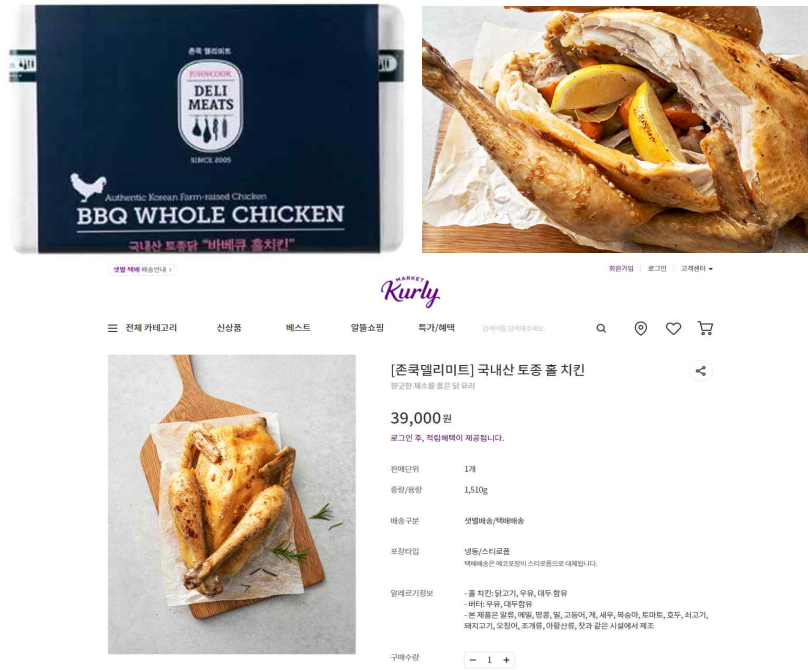 존쿡 델리미트
JOHNCOOK
DELI
MEATS
SINCE 2005
Authentic Korean Farm-raised Chicken
BBQ WHOLE CHICKEN
국내산 토종닭 "바베큐 홀치킨"
샛별·택배 배송안내 >
회원가입 로그인 고객센터
MARKET
Kurly
전체 카테고리 신상품 베스트 알뜰쇼핑 특가/혜택 검색어를 입력해주세요.
[존쿡델리미트] 국내산 토종 홀 치킨
향긋한 채소를 품은 닭 요리
39,000원
로그인 후, 적립혜택이 제공됩니다.
판매단위 1개
중량/용량 1,510g
배송구분 샛별배송/택배배송
포장타입 냉동/스티로폼
택배배송은 에코포장이 스티로폼으로 대체됩니다.
알레르기정보 - 홀 치킨: 닭고기, 우유, 대두 함유
- 버터: 우유, 대두함유
- 본 제품은 알류, 메밀, 땅콩, 밀, 고등어, 게, 새우, 복숭아, 토마토, 호두, 쇠고기,
돼지고기, 오징어, 조개류, 아황산류, 잣과 같은 시설에서 제조
구매수량 − 1 +